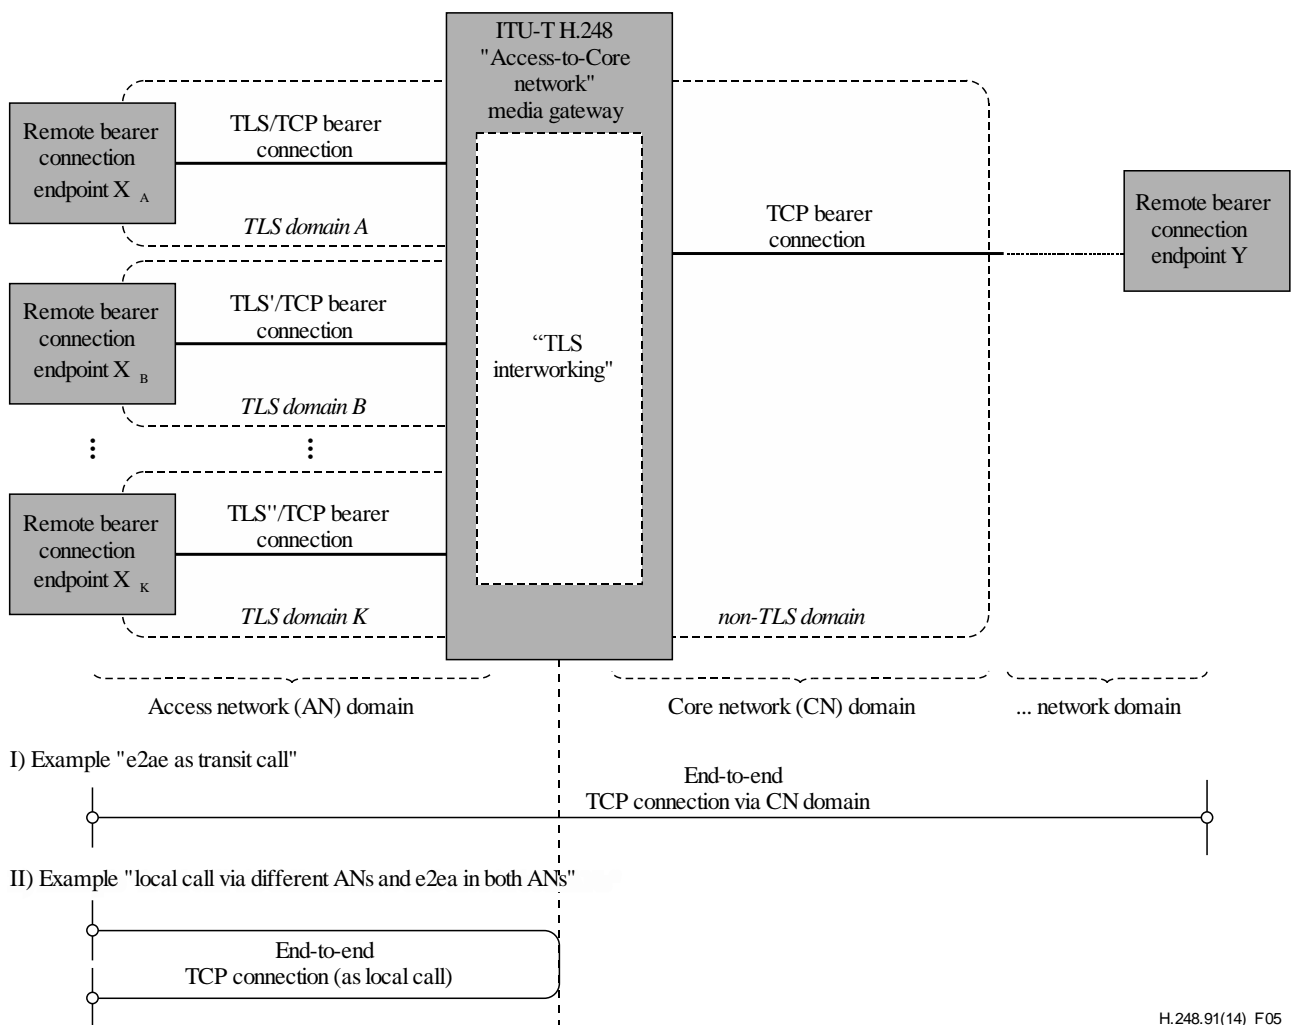 ITU-T H.248
"Access-to-Core
network"
media gateway
Remote bearer
connection
endpoint X A
TLS/TCP bearer
connection
TLS domain A
Remote bearer
connection
endpoint X B
TLS'/TCP bearer
connection
TLS domain B
⋮ ⋮
Remote bearer
connection
endpoint X K
TLS''/TCP bearer
connection
TLS domain K
“TLS
interworking"
TCP bearer
connection
non-TLS domain
Remote bearer
connection
endpoint Y
Access network (AN) domain
Core network (CN) domain
... network domain
I) Example "e2ae as transit call"
End-to-end
TCP connection via CN domain
II) Example "local call via different ANs and e2ea in both ANs"
End-to-end
TCP connection (as local call)
H.248.91(14)_F05